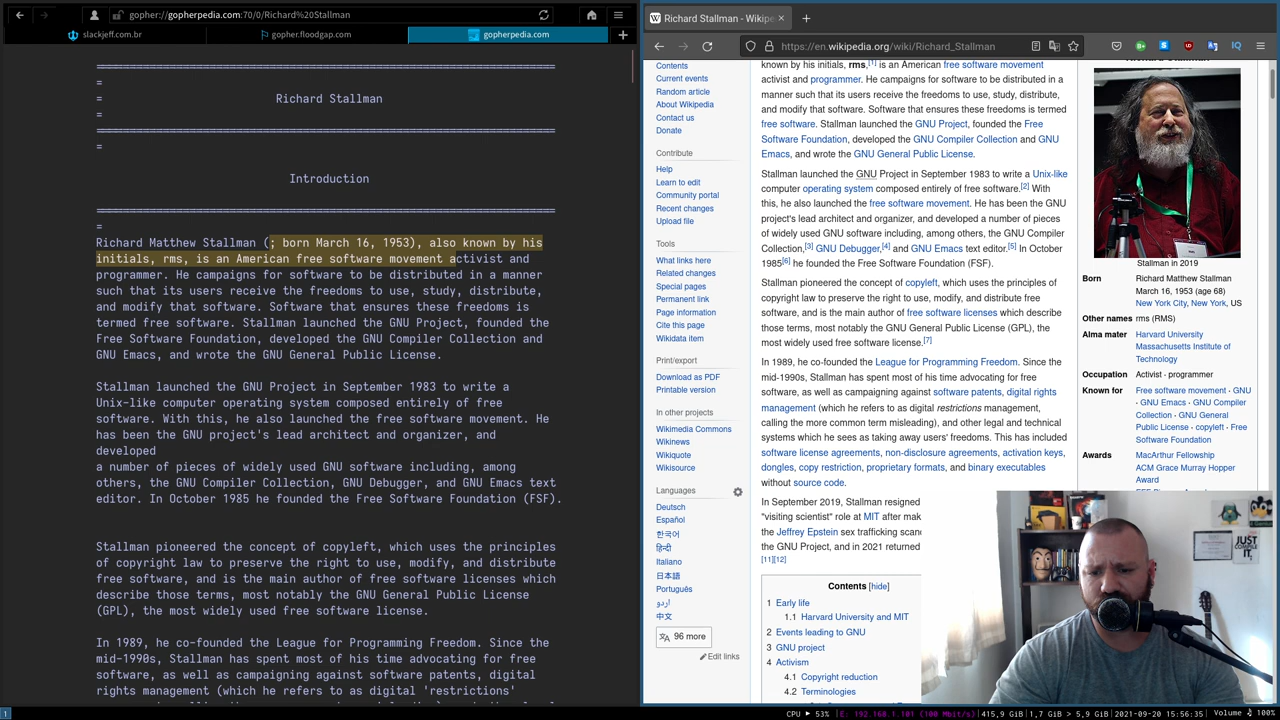 gopher://gopherpedia.com:70/0/Richard%20Stallman
slackjeff.com.br
gopher.floodgap.com
gopherpedia.com
=
Richard Stallman
=
=
Introduction
=
Richard Matthew Stallman (; born March 16, 1953), also known by his
initials, rms, is an American free software movement activist and
programmer. He campaigns for software to be distributed in a manner
such that its users receive the freedoms to use, study, distribute,
and modify that software. Software that ensures these freedoms is
termed free software. Stallman launched the GNU Project, founded the
Free Software Foundation, developed the GNU Compiler Collection and
GNU Emacs, and wrote the GNU General Public License.
Stallman launched the GNU Project in September 1983 to write a
Unix-like computer operating system composed entirely of free
software. With this, he also launched the free software movement. He
has been the GNU project's lead architect and organizer, and
developed
a number of pieces of widely used GNU software including, among
others, the GNU Compiler Collection, GNU Debugger, and GNU Emacs text
editor. In October 1985 he founded the Free Software Foundation (FSF).
Stallman pioneered the concept of copyleft, which uses the principles
of copyright law to preserve the right to use, modify, and distribute
free software, and is the main author of free software licenses which
describe those terms, most notably the GNU General Public License
(GPL), the most widely used free software license.
In 1989, he co-founded the League for Programming Freedom. Since the
mid-1990s, Stallman has spent most of his time advocating for free
software, as well as campaigning against software patents, digital
rights management (which he refers to as digital 'restrictions'
W Richard Stallman - Wikipe
https://en.wikipedia.org/wiki/Richard_Stallman
Contents
Current events
Random article
About Wikipedia
Contact us
Donate
Contribute
Help
Learn to edit
Community portal
Recent changes
Upload file
Tools
What links here
Related changes
Special pages
Permanent link
Page information
Cite this page
Wikidata item
Print/export
Download as PDF
Printable version
In other projects
Wikimedia Commons
Wikinews
Wikiquote
Wikisource
Languages
Deutsch
Español
한국어
हिन्दी
Italiano
日本語
Português
اردو
中文
96 more
Edit links
known by his initials, rms,[1] is an American free software movement
activist and programmer. He campaigns for software to be distributed in a
manner such that its users receive the freedoms to use, study, distribute,
and modify that software. Software that ensures these freedoms is termed
free software. Stallman launched the GNU Project, founded the Free
Software Foundation, developed the GNU Compiler Collection and GNU
Emacs, and wrote the GNU General Public License.
Stallman launched the GNU Project in September 1983 to write a Unix-like
computer operating system composed entirely of free software.[2] With
this, he also launched the free software movement. He has been the GNU
project's lead architect and organizer, and developed a number of pieces
of widely used GNU software including, among others, the GNU Compiler
Collection,[3] GNU Debugger,[4] and GNU Emacs text editor.[5] In October
1985[6] he founded the Free Software Foundation (FSF).
Stallman pioneered the concept of copyleft, which uses the principles of
copyright law to preserve the right to use, modify, and distribute free
software, and is the main author of free software licenses which describe
those terms, most notably the GNU General Public License (GPL), the
most widely used free software license.[7]
In 1989, he co-founded the League for Programming Freedom. Since the
mid-1990s, Stallman has spent most of his time advocating for free
software, as well as campaigning against software patents, digital rights
management (which he refers to as digital restrictions management,
calling the more common term misleading), and other legal and technical
systems which he sees as taking away users' freedoms. This has included
software license agreements, non-disclosure agreements, activation keys,
dongles, copy restriction, proprietary formats, and binary executables
without source code.
In September 2019, Stallman resigned
"visiting scientist" role at MIT after mak
the Jeffrey Epstein sex trafficking scand
the GNU Project, and in 2021 returned
[11][12]
Contents [hide]
1 Early life
1.1 Harvard University and MIT
2 Events leading to GNU
3 GNU project
4 Activism
4.1 Copyright reduction
4.2 Terminologies
Stallman in 2019
Born Richard Matthew Stallman
March 16, 1953 (age 68)
New York City, New York, US
Other names rms (RMS)
Alma mater Harvard University
Massachusetts Institute of
Technology
Occupation Activist · programmer
Known for Free software movement · GNU
· GNU Emacs · GNU Compiler
Collection · GNU General
Public License · copyleft · Free
Software Foundation
Awards MacArthur Fellowship
ACM Grace Murray Hopper
Award
JUST
COMPILE
IT
1
CPU ▸ 53% E: 192.168.1.101 (100 Mbit/s) 415,9 GiB 1,7 GiB > 5,9 GiB 2021-09-20 15:56:35 Volume 100%